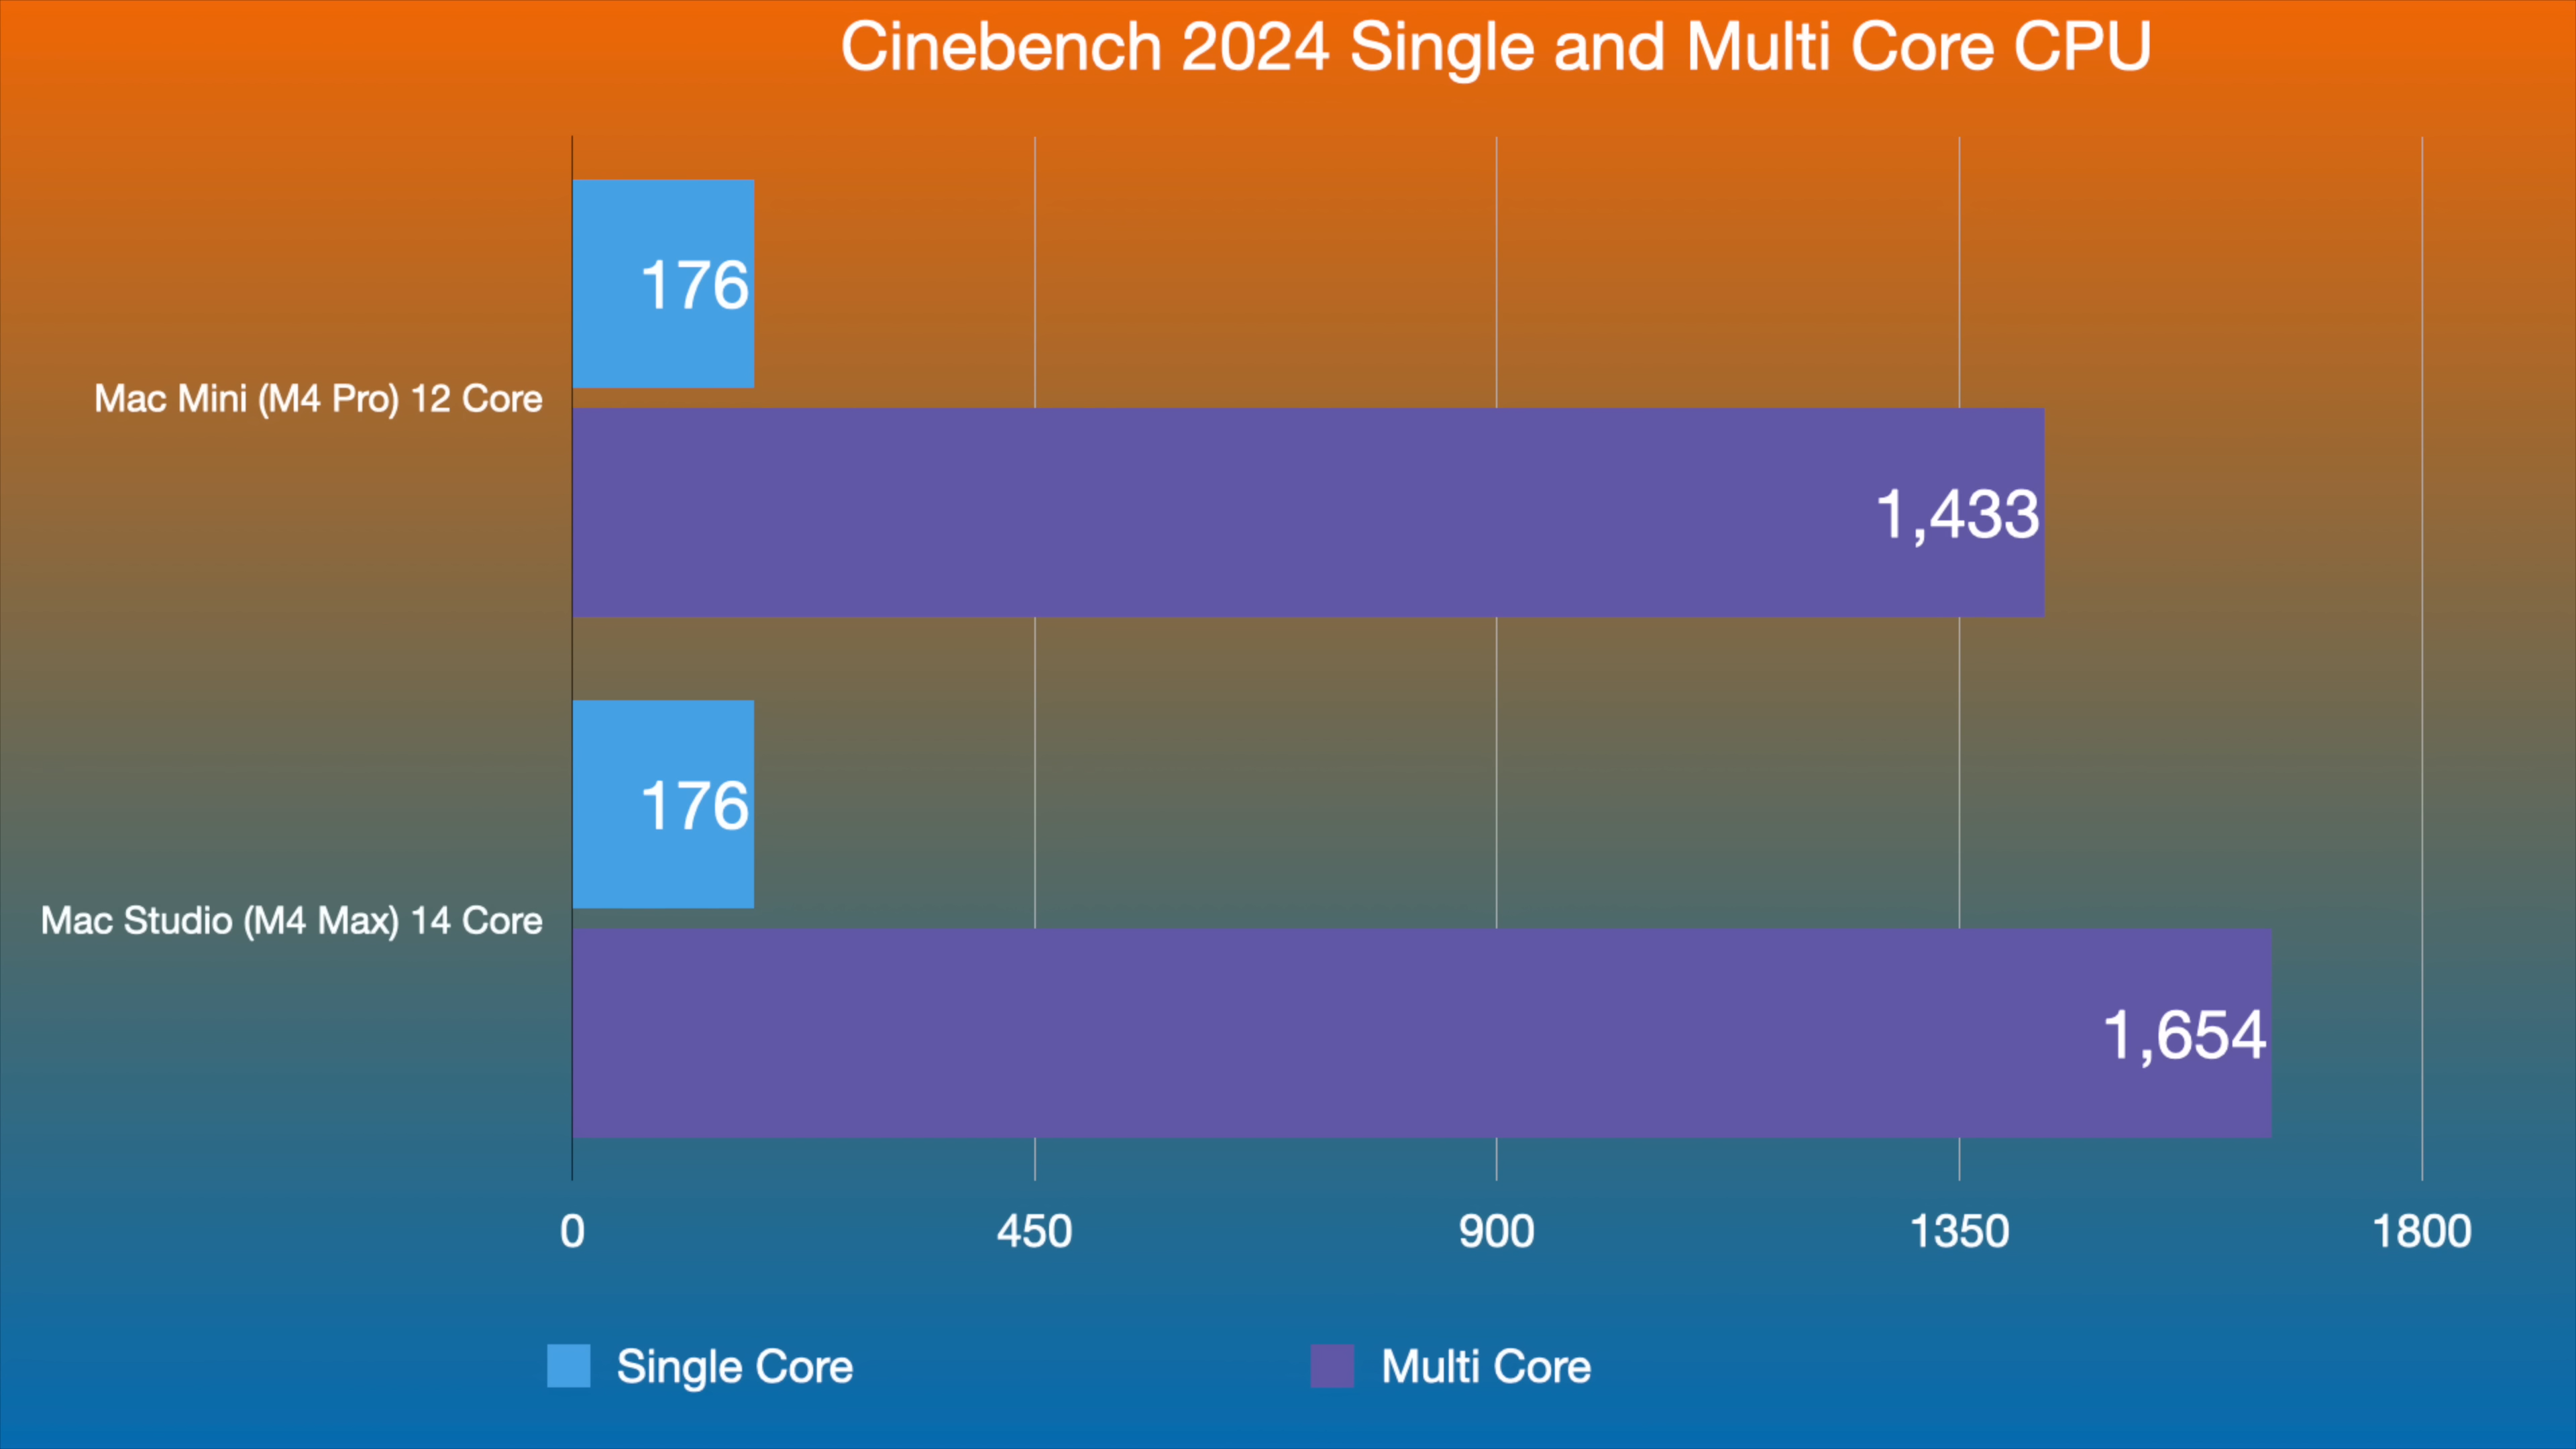 Cinebench 2024 Single and Multi Core CPU
176
Mac Mini (M4 Pro) 12 Core
1,433
176
Mac Studio (M4 Max) 14 Core
1,654
0 450 900 1350 1800
Single Core Multi Core